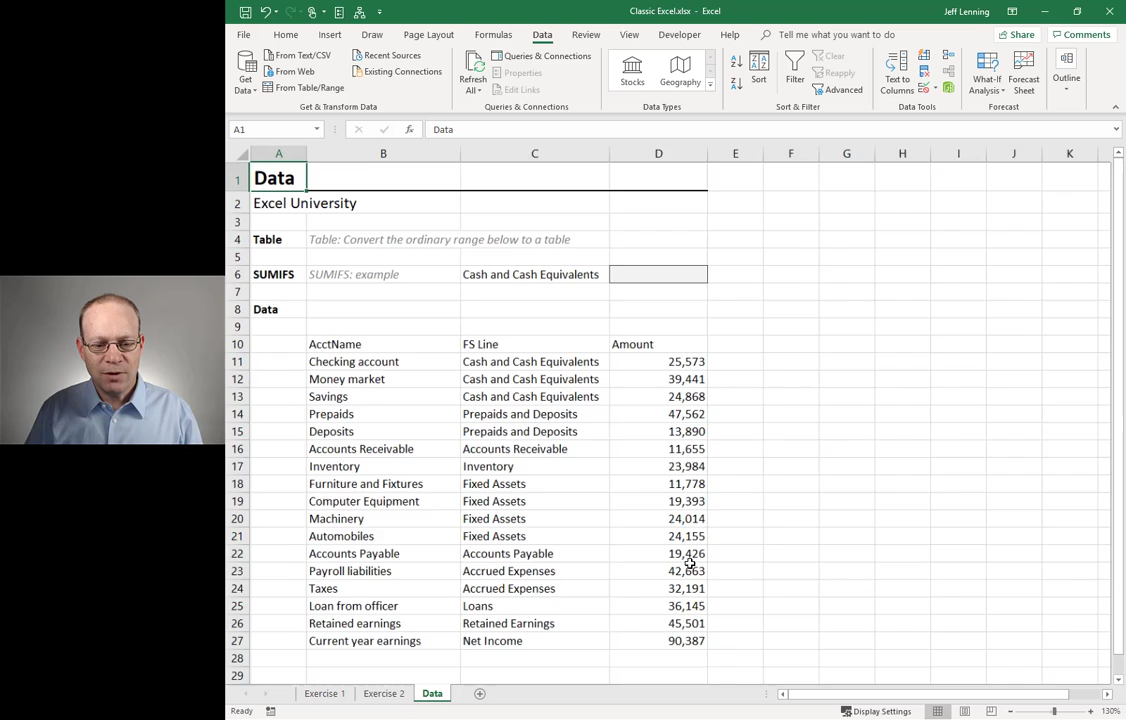 Classic Excel.xlsx - Excel
Jeff Lenning
File Home Insert Draw Page Layout Formulas Data Review View Developer Help Tell me what you want to do Share Comments
Get Data
From Text/CSV
From Web
From Table/Range
Recent Sources
Existing Connections
Get & Transform Data
Refresh All
Queries & Connections
Properties
Edit Links
Queries & Connections
Stocks
Geography
Data Types
Sort
Filter
Clear
Reapply
Advanced
Sort & Filter
Text to Columns
Data Tools
What-If Analysis
Forecast Sheet
Forecast
Outline
A1 fx Data
A B C D E F G H I J K
1 Data
2 Excel University
3
4 Table Table: Convert the ordinary range below to a table
5
6 SUMIFS SUMIFS: example Cash and Cash Equivalents
7
8 Data
9
10 AcctName FS Line Amount
11 Checking account Cash and Cash Equivalents 25,573
12 Money market Cash and Cash Equivalents 39,441
13 Savings Cash and Cash Equivalents 24,868
14 Prepaids Prepaids and Deposits 47,562
15 Deposits Prepaids and Deposits 13,890
16 Accounts Receivable Accounts Receivable 11,655
17 Inventory Inventory 23,984
18 Furniture and Fixtures Fixed Assets 11,778
19 Computer Equipment Fixed Assets 19,393
20 Machinery Fixed Assets 24,014
21 Automobiles Fixed Assets 24,155
22 Accounts Payable Accounts Payable 19,426
23 Payroll liabilities Accrued Expenses 42,663
24 Taxes Accrued Expenses 32,191
25 Loan from officer Loans 36,145
26 Retained earnings Retained Earnings 45,501
27 Current year earnings Net Income 90,387
28
29
Exercise 1 Exercise 2 Data
Ready Display Settings 130%